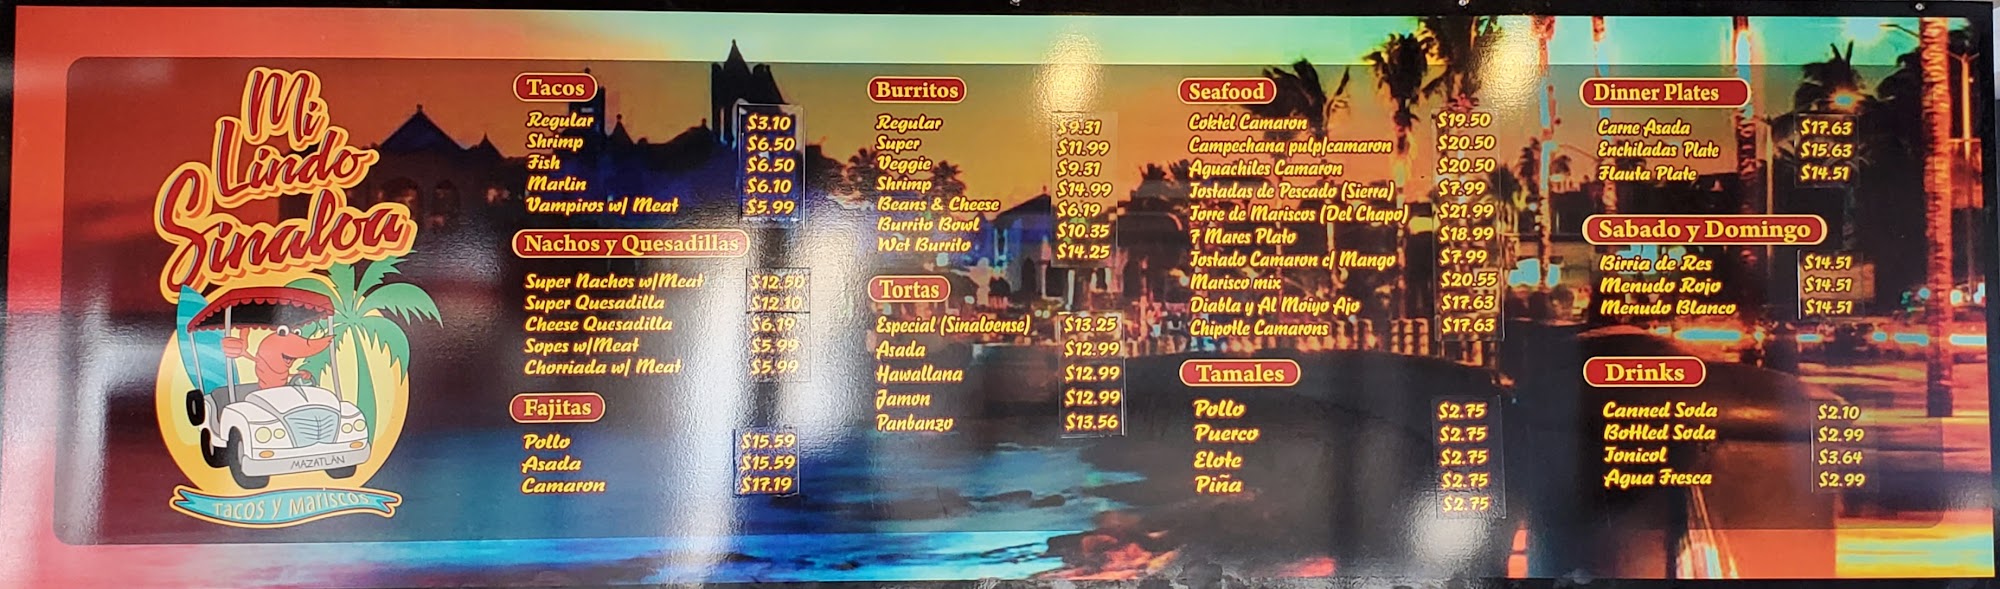 Mi
Lindo
Sinaloa
MAZATLAN
Tacos y Mariscos
Tacos
Regular $3.10
Shrimp $6.50
Fish $6.50
Marlin $6.10
Vampiros w/ Meat $5.99
Nachos y Quesadillas
Super Nachos w/Meat $12.50
Super Quesadilla $12.10
Cheese Quesadilla $6.19
Sopes w/Meat $5.99
Chorriada w/ Meat $5.99
Fajitas
Pollo $15.59
Asada $15.59
Camaron $17.19
Burritos
Regular $9.31
Super $11.99
Veggie $9.31
Shrimp $14.99
Beans & Cheese $6.19
Burrito Bowl $10.35
Wet Burrito $14.25
Tortas
Especial (Sinaloense) $13.25
Asada $12.99
Hawallana $12.99
Jamon $12.99
Panbanzo $13.56
Seafood
Coktel Camaron $19.50
Campechana pulp/camaron $20.50
Aguachiles Camaron $20.50
Tostadas de Pescado (Sierra) $7.99
Torre de Mariscos (Del Chapo) $21.99
7 Mares Plato $18.99
Tostado Camaron c/ Mango $7.99
Marisco mix $20.55
Diabla y Al Moiyo Ajo $17.63
Chipotle Camarons $17.63
Tamales
Pollo $2.75
Puerco $2.75
Elote $2.75
Piña $2.75
$2.75
Dinner Plates
Carne Asada $17.63
Enchiladas Plate $15.63
Flauta Plate $14.51
Sabado y Domingo
Birria de Res $14.51
Menudo Rojo $14.51
Menudo Blanco $14.51
Drinks
Canned Soda $2.10
Bottled Soda $2.99
Tonicol $3.64
Agua Fresca $2.99